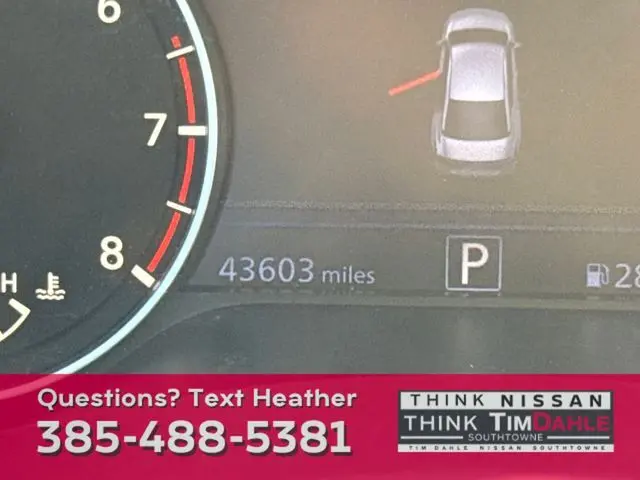 6
7
8
H
43603 miles
P
28
Questions? Text Heather
385-488-5381
THINK NISSAN
THINK TIMDAHLE
SOUTHTOWNE
TIM DAHLE NISSAN SOUTHTOWNE